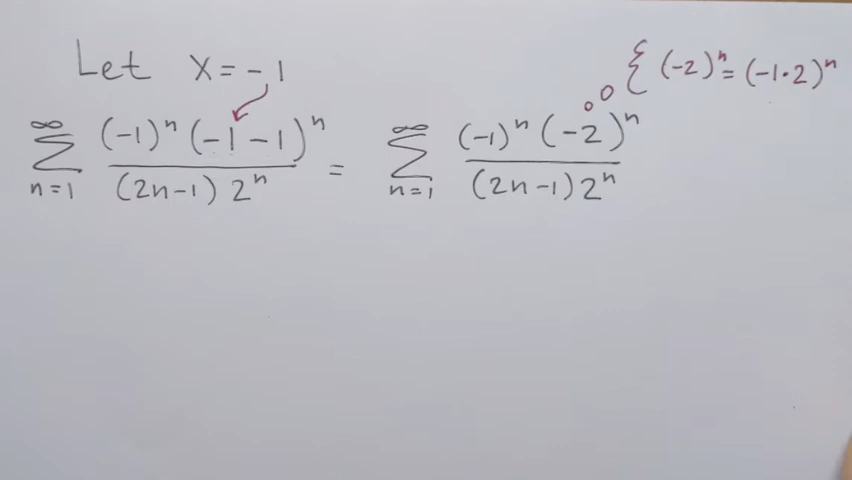 Let x = -1
{ (-2)^n = (-1·2)^n
∞ ∑ n=1 (-1)^n (-1-1)^n / (2n-1) 2^n = ∞ ∑ n=1 (-1)^n (-2)^n / (2n-1) 2^n